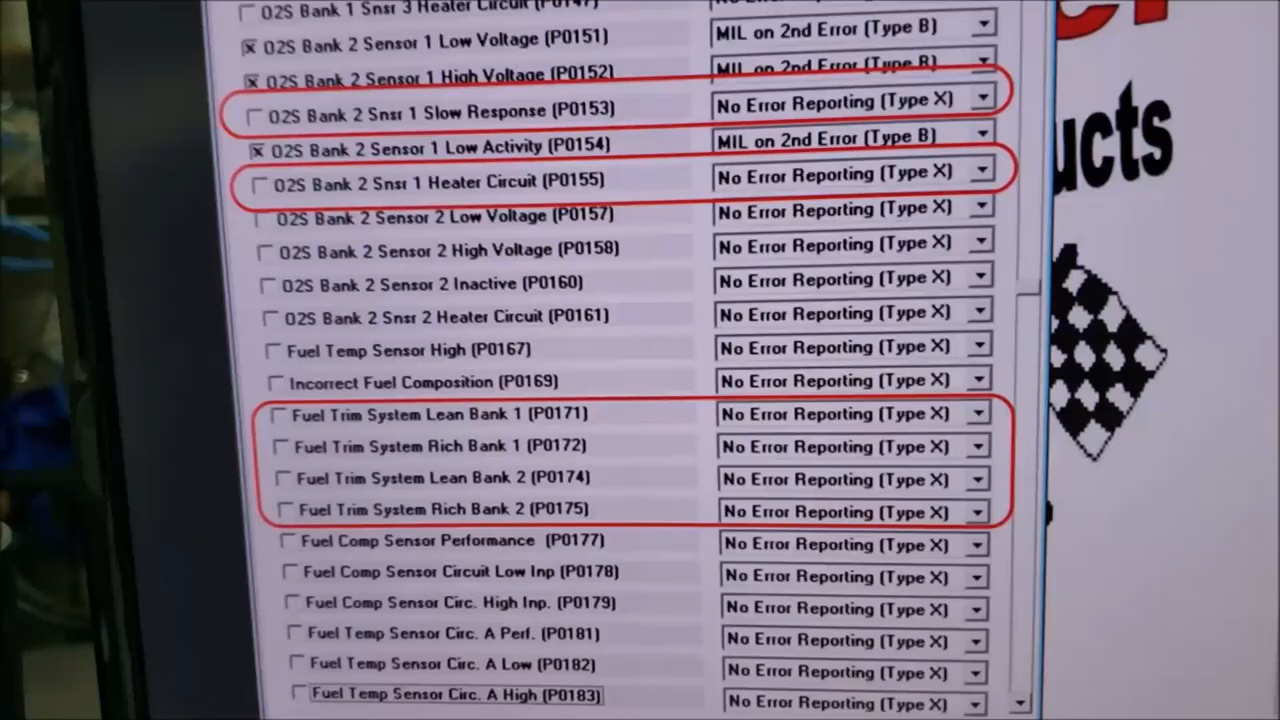 O2S Bank 1 Snsr 3 Heater Circuit (P0147)
O2S Bank 2 Sensor 1 Low Voltage (P0151) MIL on 2nd Error (Type B)
O2S Bank 2 Sensor 1 High Voltage (P0152) MIL on 2nd Error (Type B)
O2S Bank 2 Snsr 1 Slow Response (P0153) No Error Reporting (Type X)
O2S Bank 2 Sensor 1 Low Activity (P0154) MIL on 2nd Error (Type B)
O2S Bank 2 Snsr 1 Heater Circuit (P0155) No Error Reporting (Type X)
O2S Bank 2 Sensor 2 Low Voltage (P0157) No Error Reporting (Type X)
O2S Bank 2 Sensor 2 High Voltage (P0158) No Error Reporting (Type X)
O2S Bank 2 Sensor 2 Inactive (P0160) No Error Reporting (Type X)
O2S Bank 2 Snsr 2 Heater Circuit (P0161) No Error Reporting (Type X)
Fuel Temp Sensor High (P0167) No Error Reporting (Type X)
Incorrect Fuel Composition (P0169) No Error Reporting (Type X)
Fuel Trim System Lean Bank 1 (P0171) No Error Reporting (Type X)
Fuel Trim System Rich Bank 1 (P0172) No Error Reporting (Type X)
Fuel Trim System Lean Bank 2 (P0174) No Error Reporting (Type X)
Fuel Trim System Rich Bank 2 (P0175) No Error Reporting (Type X)
Fuel Comp Sensor Performance (P0177) No Error Reporting (Type X)
Fuel Comp Sensor Circuit Low Inp (P0178) No Error Reporting (Type X)
Fuel Comp Sensor Circ. High Inp. (P0179) No Error Reporting (Type X)
Fuel Temp Sensor Circ. A Perf. (P0181) No Error Reporting (Type X)
Fuel Temp Sensor Circ. A Low (P0182) No Error Reporting (Type X)
Fuel Temp Sensor Circ. A High (P0183) No Error Reporting (Type X)
ucts